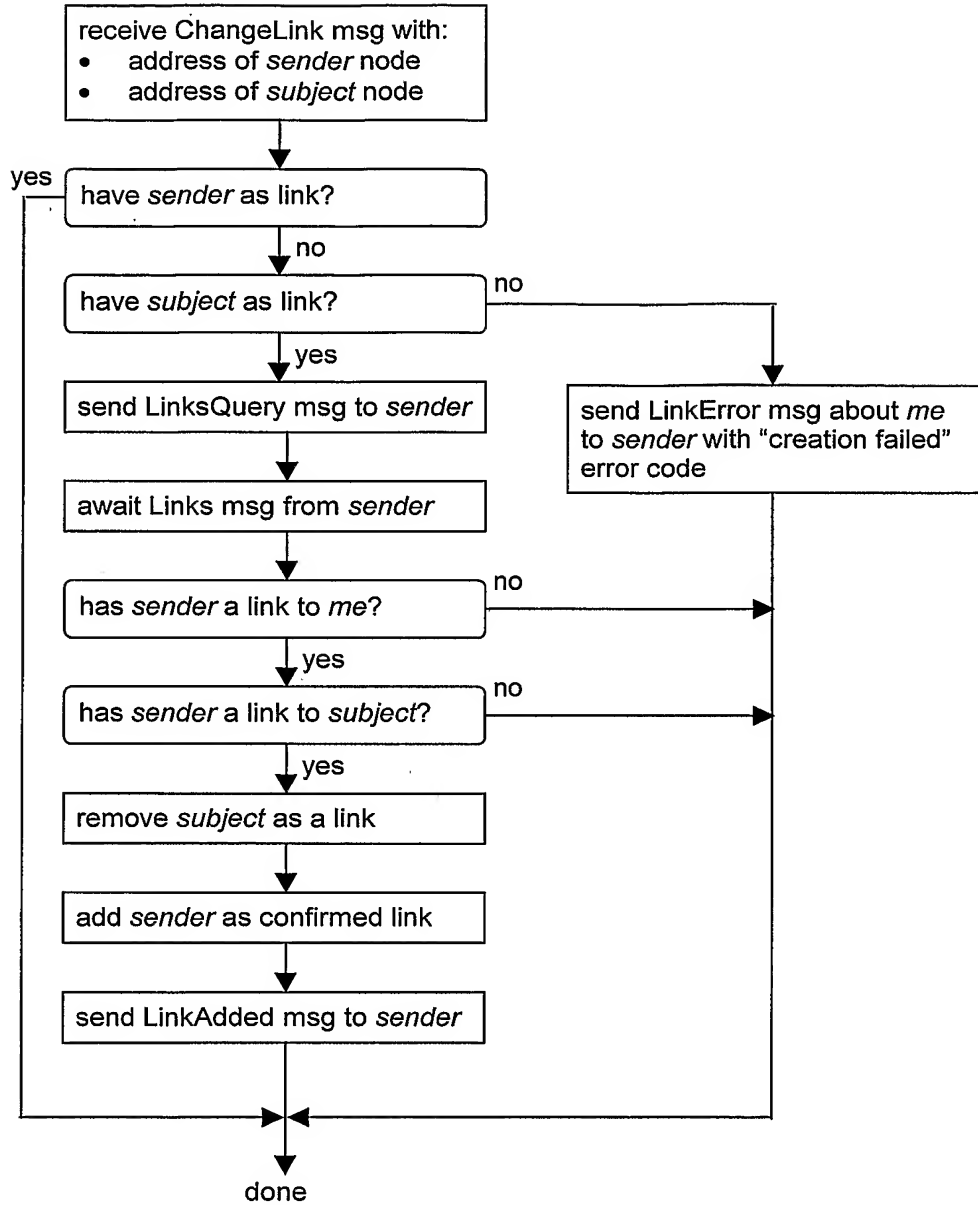 receive ChangeLink msg with:
• address of sender node
• address of subject node
yes
have sender as link?
no
have subject as link?
no
yes
send LinksQuery msg to sender
send LinkError msg about me
to sender with “creation failed”
error code
await Links msg from sender
has sender a link to me?
no
yes
has sender a link to subject?
no
yes
remove subject as a link
add sender as confirmed link
send LinkAdded msg to sender
done